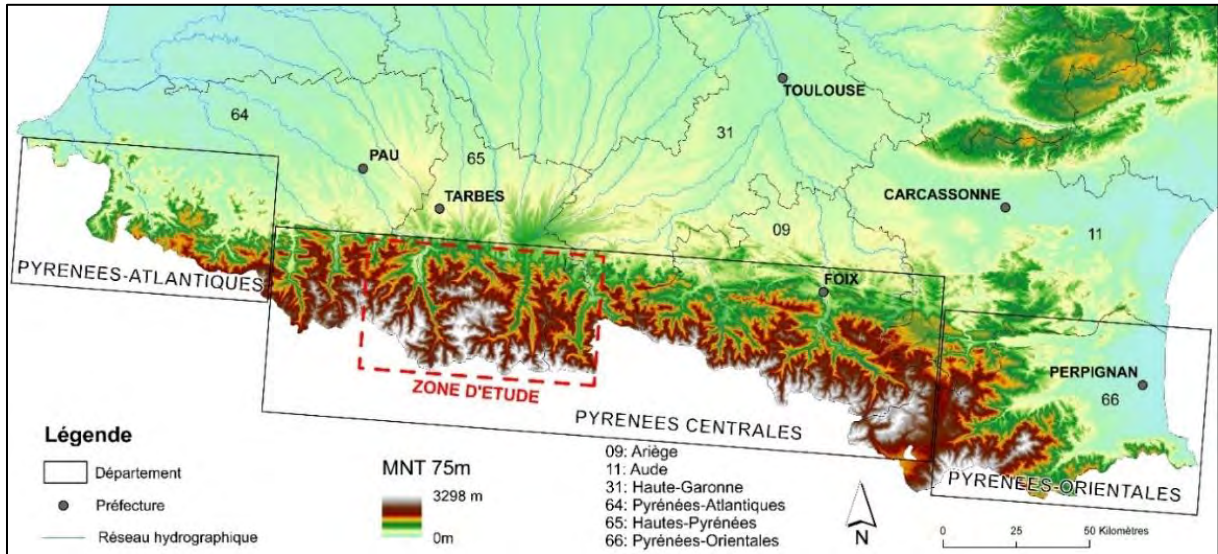 TOULOUSE
64
31
PAU
65
TARBES
CARCASSONNE
09
11
PYRENEES-ATLANTIQUES
FOIX
ZONE D'ETUDE
PERPIGNAN
66
PYRENEES CENTRALES
PYRENEES-ORIENTALES
Légende
Département
Préfecture
Réseau hydrographique
MNT 75m
3298 m
0m
09: Ariège
11: Aude
31: Haute-Garonne
64: Pyrénées-Atlantiques
65: Hautes-Pyrénées
66: Pyrénées-Orientales
N
0 25 50 Kilomètres